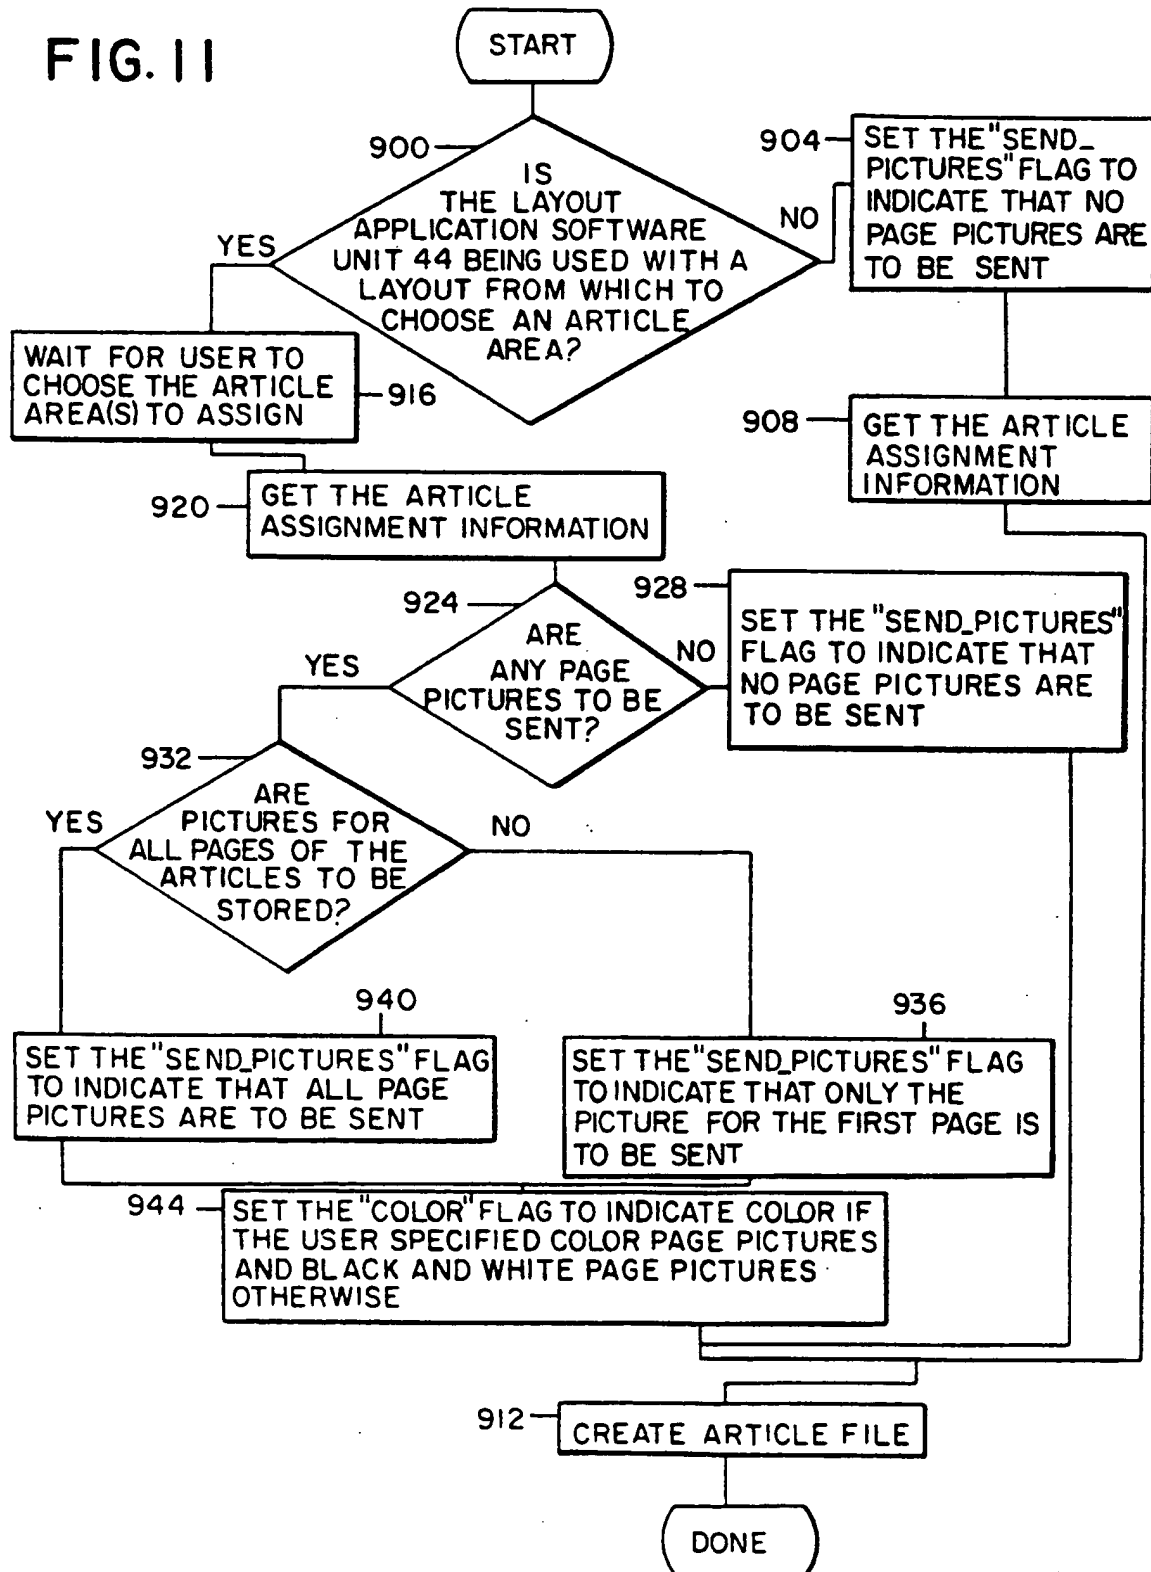 FIG. 11
START
900
IS
THE LAYOUT
APPLICATION SOFTWARE
UNIT 44 BEING USED WITH A
LAYOUT FROM WHICH TO
CHOOSE AN ARTICLE
AREA?
YES
NO
904
SET THE "SEND_
PICTURES" FLAG TO
INDICATE THAT NO
PAGE PICTURES ARE
TO BE SENT
WAIT FOR USER TO
CHOOSE THE ARTICLE
AREA(S) TO ASSIGN
916
908
GET THE ARTICLE
ASSIGNMENT
INFORMATION
920
GET THE ARTICLE
ASSIGNMENT INFORMATION
924
ARE
ANY PAGE
PICTURES TO BE
SENT?
YES
NO
928
SET THE "SEND_PICTURES"
FLAG TO INDICATE THAT
NO PAGE PICTURES ARE
TO BE SENT
932
ARE
PICTURES FOR
ALL PAGES OF THE
ARTICLES TO BE
STORED?
YES
NO
940
SET THE "SEND_PICTURES" FLAG
TO INDICATE THAT ALL PAGE
PICTURES ARE TO BE SENT
936
SET THE "SEND_PICTURES" FLAG
TO INDICATE THAT ONLY THE
PICTURE FOR THE FIRST PAGE IS
TO BE SENT
944
SET THE "COLOR" FLAG TO INDICATE COLOR IF
THE USER SPECIFIED COLOR PAGE PICTURES
AND BLACK AND WHITE PAGE PICTURES
OTHERWISE
912
CREATE ARTICLE FILE
DONE